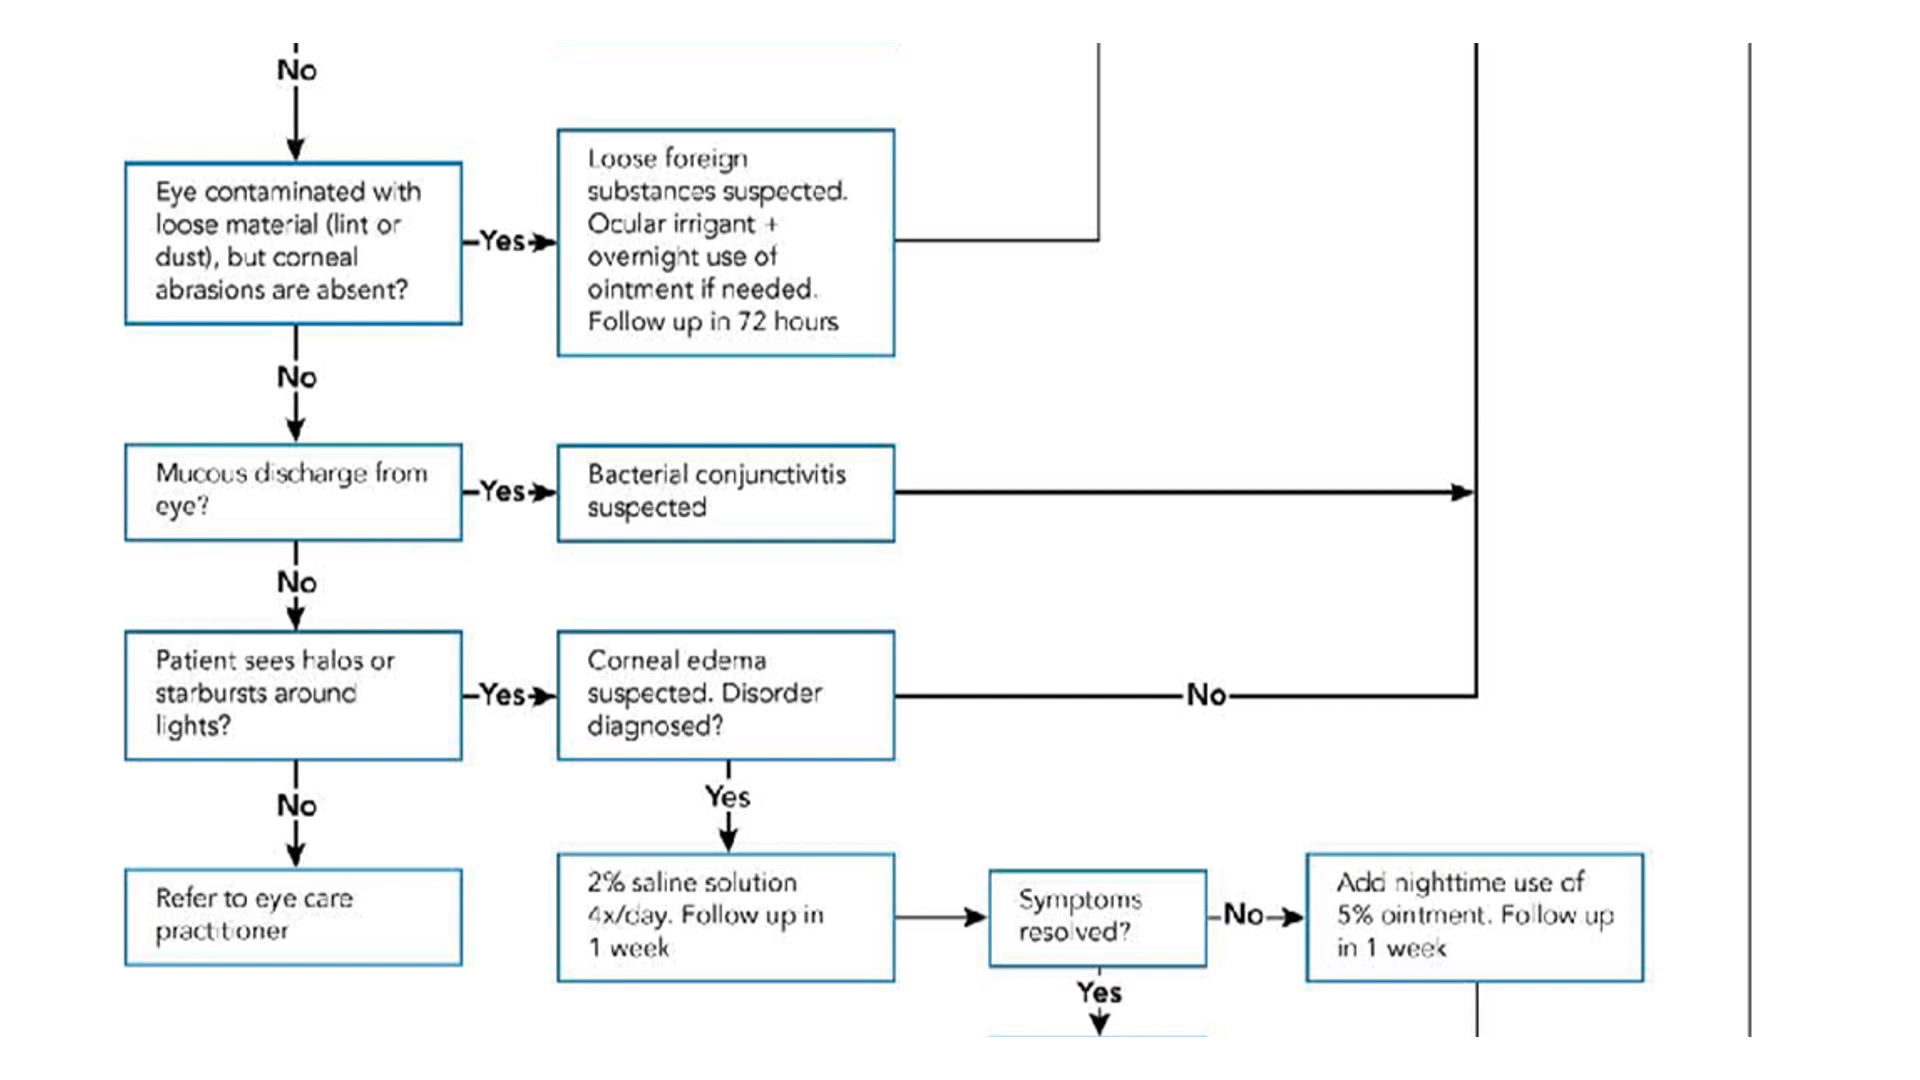 No
Eye contaminated with
loose material (lint or
dust), but corneal
abrasions are absent?
Yes
Loose foreign
substances suspected.
Ocular irrigant +
overnight use of
ointment if needed.
Follow up in 72 hours
No
Mucous discharge from
eye?
Yes
Bacterial conjunctivitis
suspected
No
Patient sees halos or
starbursts around
lights?
Yes
Corneal edema
suspected. Disorder
diagnosed?
No
No
Yes
Refer to eye care
practitioner
2% saline solution
4x/day. Follow up in
1 week
Symptoms
resolved?
No
Add nighttime use of
5% ointment. Follow up
in 1 week
Yes